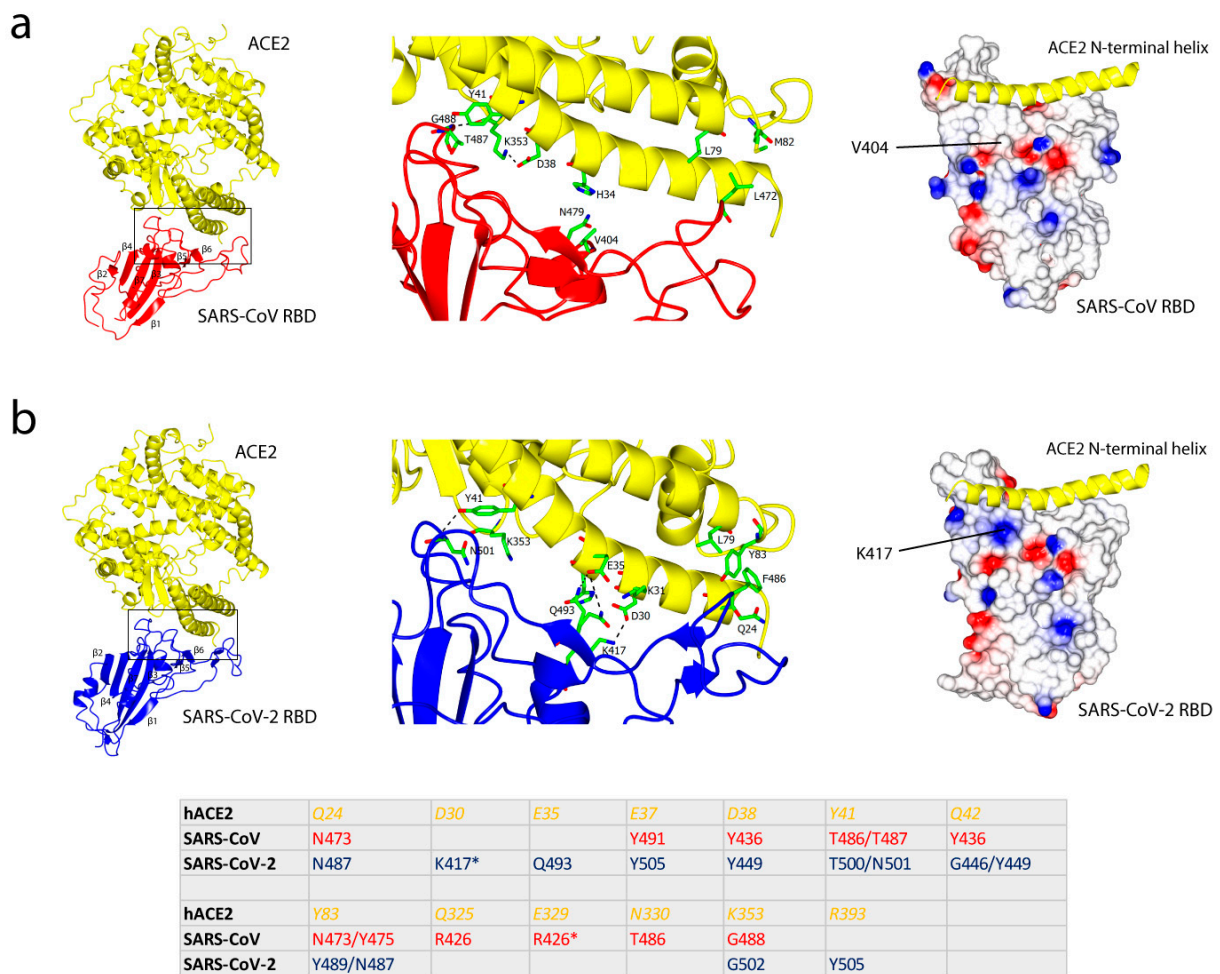 a
ACE2
β4
β6
β5
β2
β3
β1
SARS-CoV RBD
Y41
G488
T487
K353
D38
L79
M82
H34
L472
N479
V404
ACE2 N-terminal helix
V404
SARS-CoV RBD
b
ACE2
β2
β6
β3
β5
β4
β1
SARS-CoV-2 RBD
Y41
N501
K353
L79
Y83
E35
F486
K31
Q493
D30
Q24
K417
ACE2 N-terminal helix
K417
SARS-CoV-2 RBD
hACE2 Q24 D30 E35 E37 D38 Y41 Q42
SARS-CoV N473 Y491 Y436 T486/T487 Y436
SARS-CoV-2 N487 K417* Q493 Y505 Y449 T500/N501 G446/Y449
hACE2 Y83 Q325 E329 N330 K353 R393
SARS-CoV N473/Y475 R426 R426* T486 G488
SARS-CoV-2 Y489/N487 G502 Y505